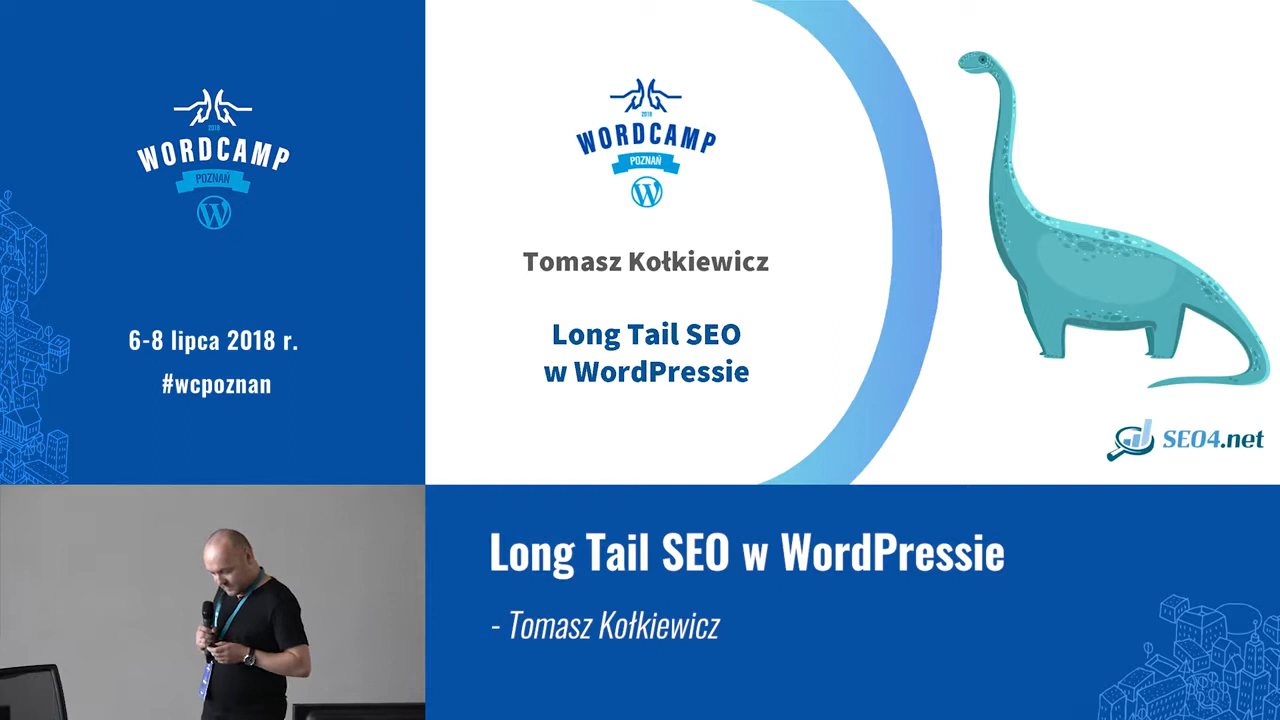 2018
WORDCAMP
POZNAŃ
6-8 lipca 2018 r.
#wcpoznan
2018
WORDCAMP
POZNAŃ
Tomasz Kołkiewicz
Long Tail SEO
w WordPressie
SEO4.net
Long Tail SEO w WordPressie
- Tomasz Kołkiewicz